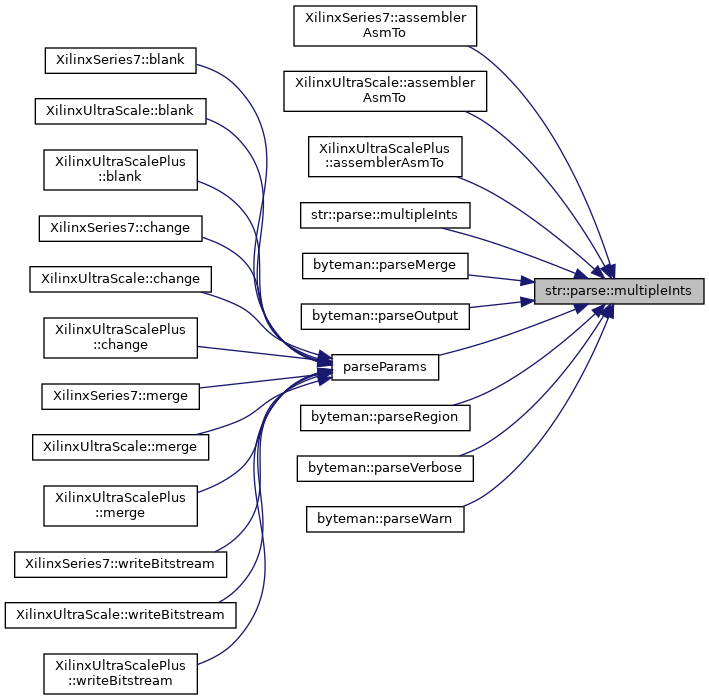 XilinxSeries7::blank
XilinxUltraScale::blank
XilinxUltraScalePlus
::blank
XilinxSeries7::change
XilinxUltraScale::change
XilinxUltraScalePlus
::change
XilinxSeries7::merge
XilinxUltraScale::merge
XilinxUltraScalePlus
::merge
XilinxSeries7::writeBitstream
XilinxUltraScale::writeBitstream
XilinxUltraScalePlus
::writeBitstream
XilinxSeries7::assembler
AsmTo
XilinxUltraScale::assembler
AsmTo
XilinxUltraScalePlus
::assemblerAsmTo
str::parse::multipleInts
byteman::parseMerge
byteman::parseOutput
parseParams
byteman::parseRegion
byteman::parseVerbose
byteman::parseWarn
str::parse::multipleInts